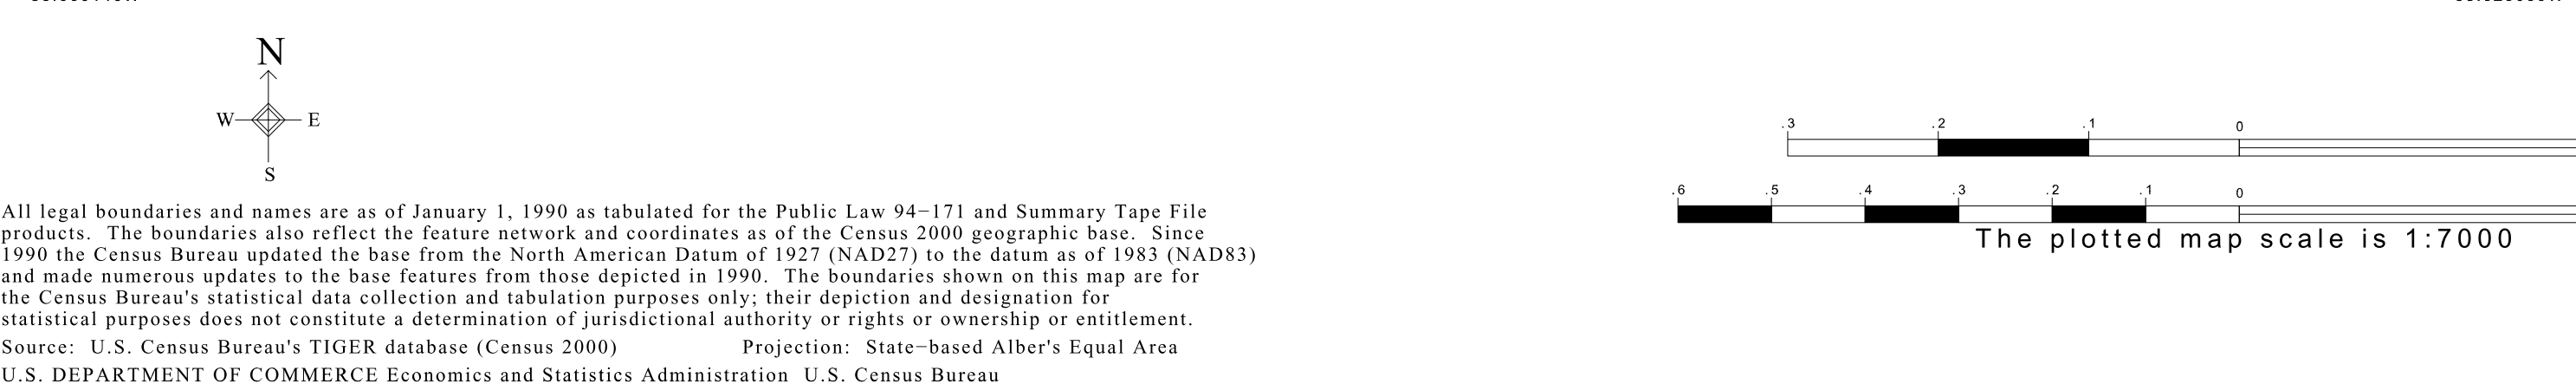 N
W E
S
.3 .2 .1 0
.6 .5 .4 .3 .2 .1 0
The plotted map scale is 1:7000
All legal boundaries and names are as of January 1, 1990 as tabulated for the Public Law 94−171 and Summary Tape File
products. The boundaries also reflect the feature network and coordinates as of the Census 2000 geographic base. Since
1990 the Census Bureau updated the base from the North American Datum of 1927 (NAD27) to the datum as of 1983 (NAD83)
and made numerous updates to the base features from those depicted in 1990. The boundaries shown on this map are for
the Census Bureau's statistical data collection and tabulation purposes only; their depiction and designation for
statistical purposes does not constitute a determination of jurisdictional authority or rights or ownership or entitlement.
Source: U.S. Census Bureau's TIGER database (Census 2000) Projection: State−based Alber's Equal Area
U.S. DEPARTMENT OF COMMERCE Economics and Statistics Administration U.S. Census Bureau